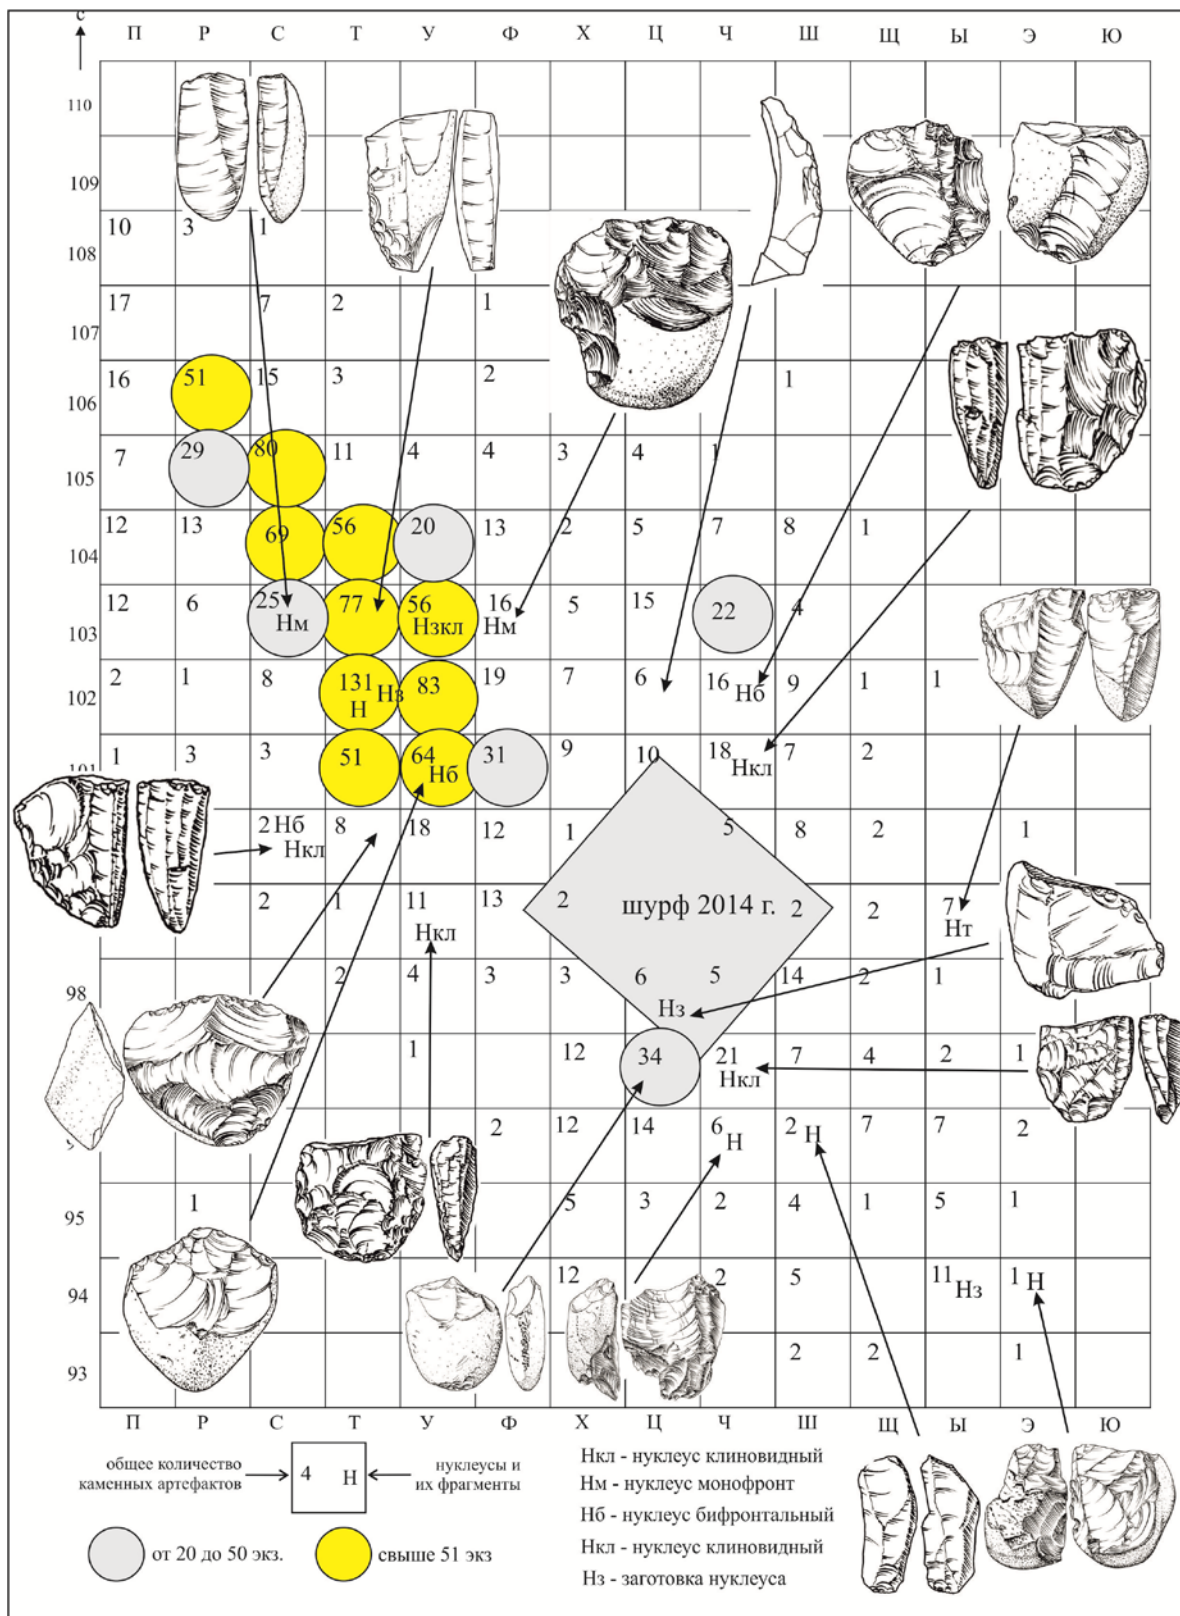 с
П Р С Т У Ф Х Ц Ч Ш Щ Ы Э Ю
110
109
10 3 1
108
17 7 2 1
107
16 51 15 3 2 1
106
7 29 80 11 4 4 3 4 1
105
12 13 69 56 20 13 2 5 7 8 1
104
12 6 25 77 56 16 5 15 22 4
103 Нм Нзкл Нм
2 1 8 131 Нз 83 19 7 6 16 9 1 1
102 Н Нб
1 3 3 51 64 31 9 10 18 7 2
101 Нб Нкл
2 Нб 8 18 12 1 5 8 2 1
Нкл
2 1 11 13 2 шурф 2014 г. 2 2 7
Нкл Нт
2 4 3 3 6 5 14 2 1
98 Нз
1 12 34 21 7 4 2 1
Нкл
2 12 14 6 Н 2 Н 7 7 2
1 5 3 2 4 1 5 1
95
12 2 5 11 Нз 1 Н
94
2 2 1
93
П Р С Т У Ф Х Ц Ч Ш Щ Ы Э Ю
общее количество
каменных артефактов
4 Н
нуклеусы и
их фрагменты
от 20 до 50 экз.
свыше 51 экз
Нкл - нуклеус клиновидный
Нм - нуклеус монофронт
Нб - нуклеус бифронтальный
Нкл - нуклеус клиновидный
Нз - заготовка нуклеуса